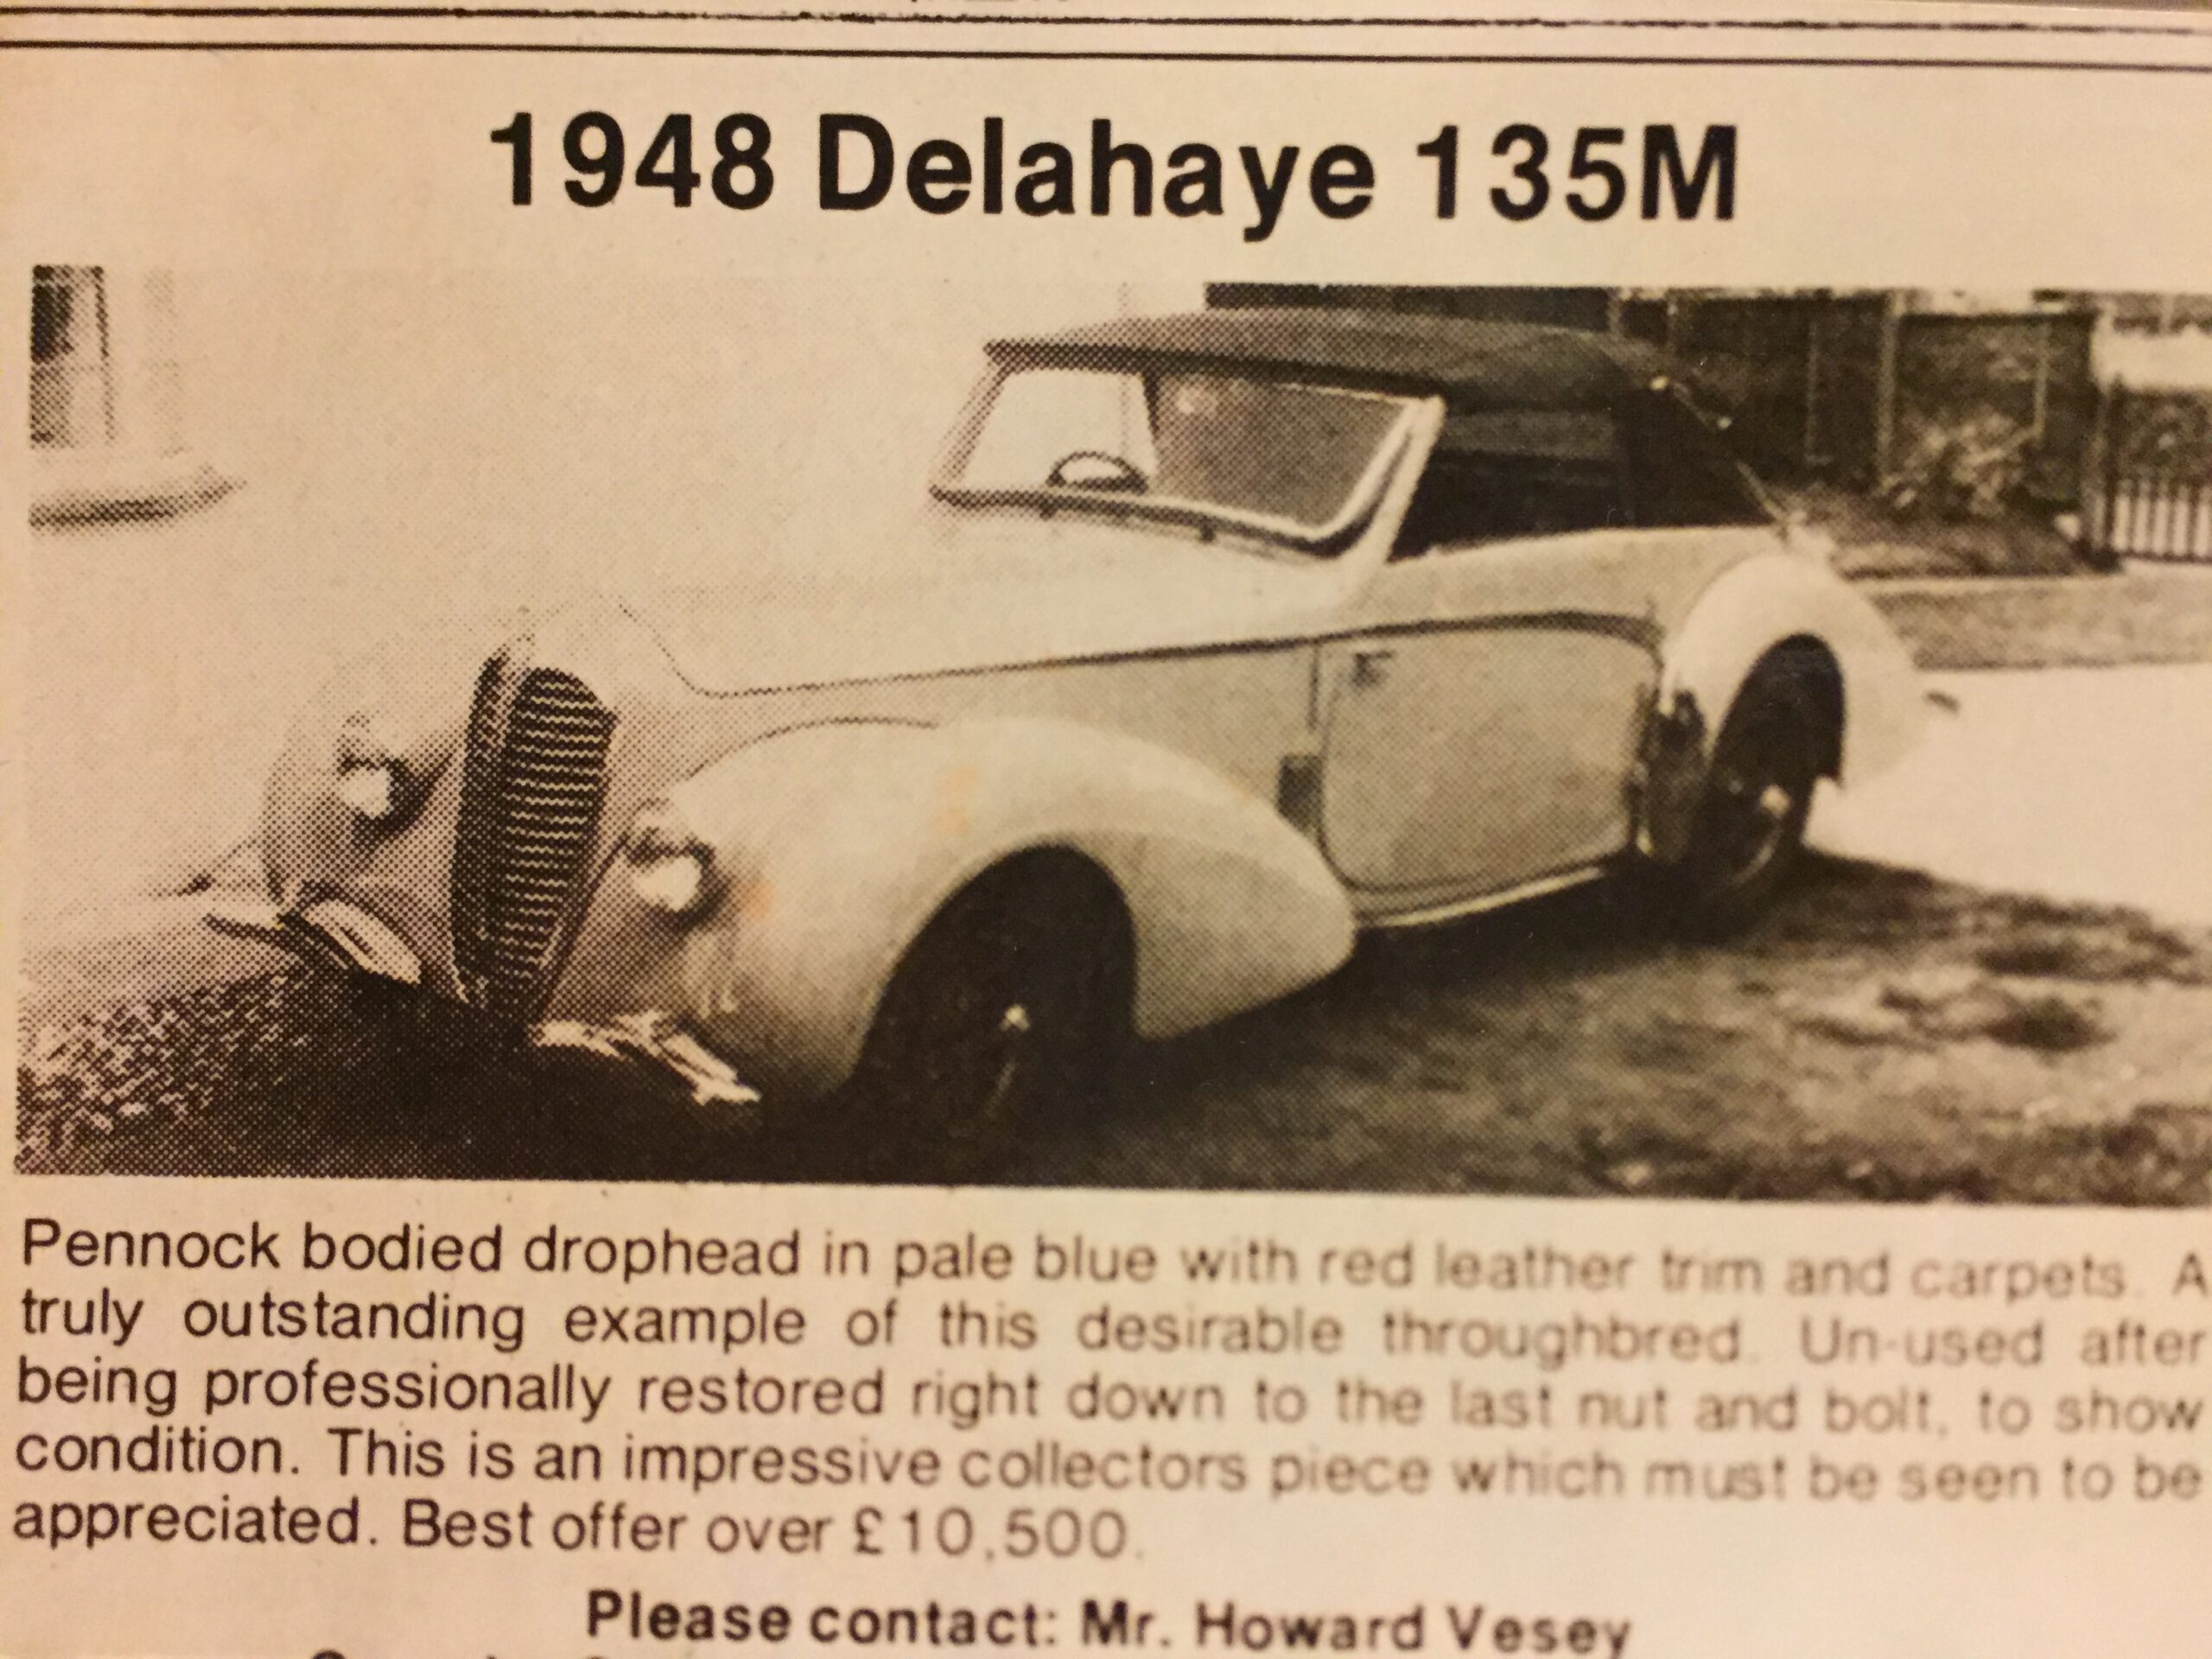 1948 Delahaye 135M
Pennock bodied drophead in pale blue with red leather trim and carpets. A
truly outstanding example of this desirable throughbred. Un-used after
being professionally restored right down to the last nut and bolt, to show
condition. This is an impressive collectors piece which must be seen to be
appreciated. Best offer over £10,500.
Please contact: Mr. Howard Vesey